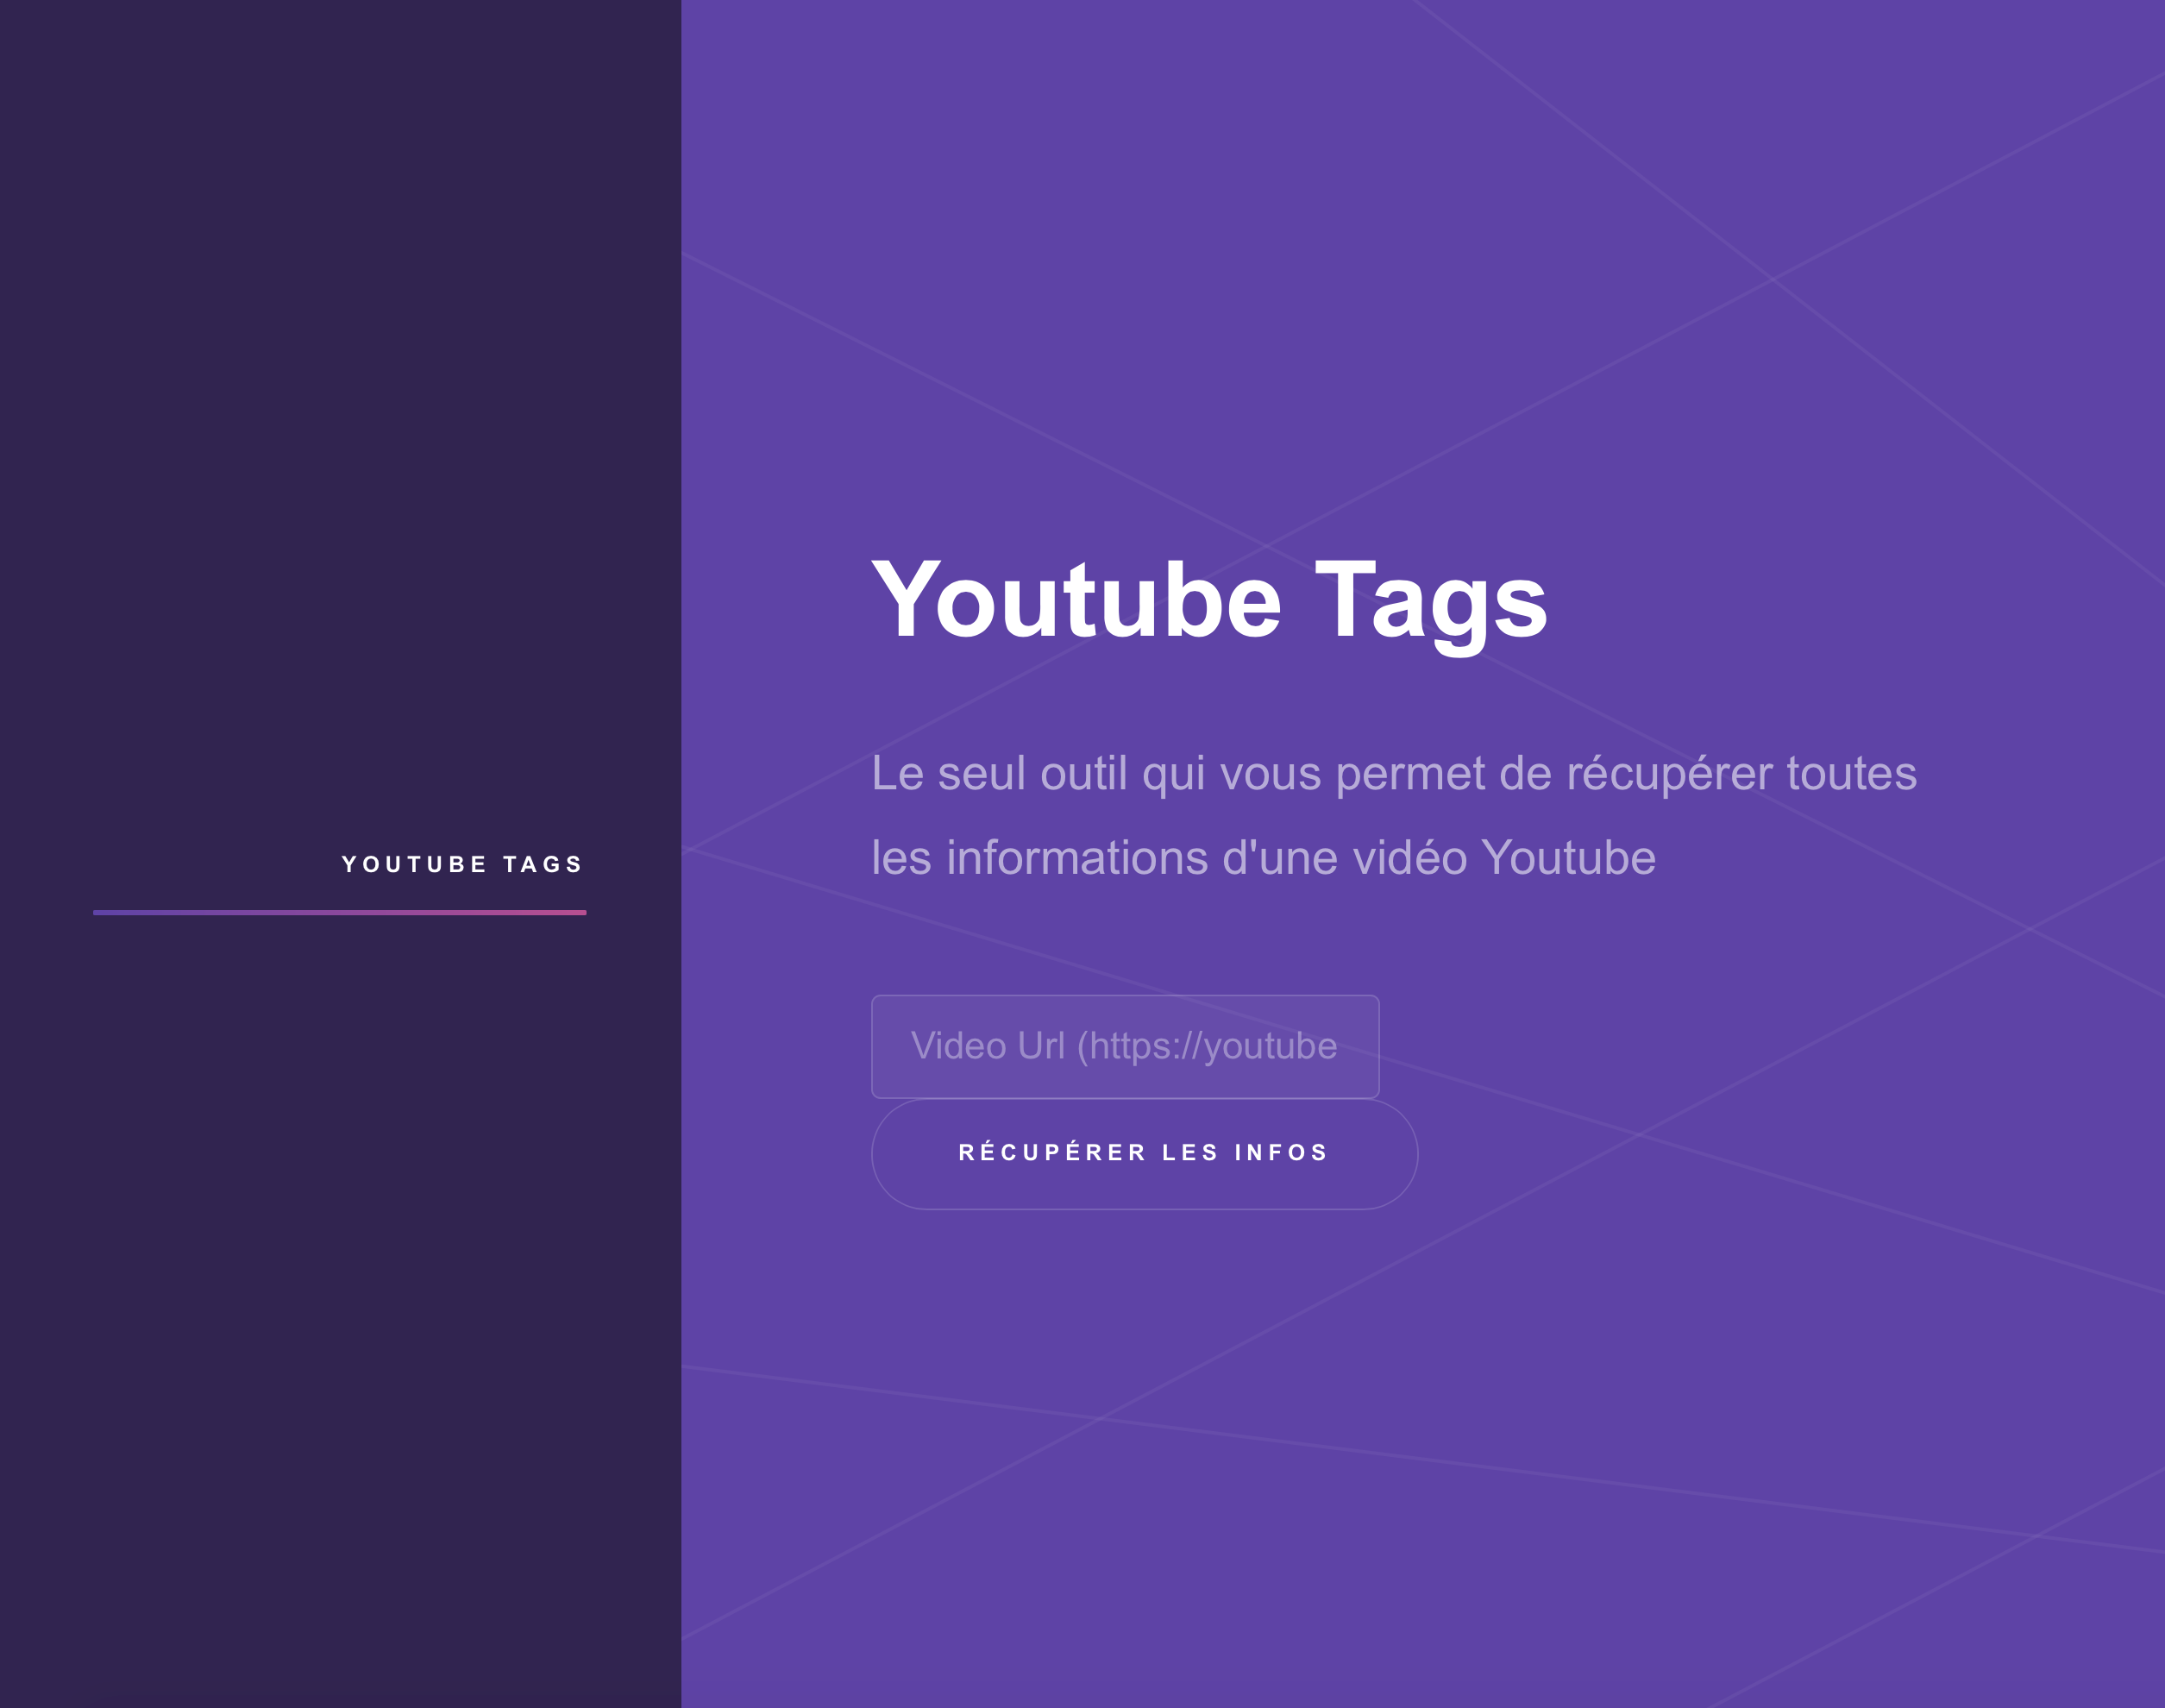 YOUTUBE TAGS
Youtube Tags
Le seul outil qui vous permet de récupérer toutes
les informations d'une vidéo Youtube
Video Url (https://youtube
RÉCUPÉRER LES INFOS